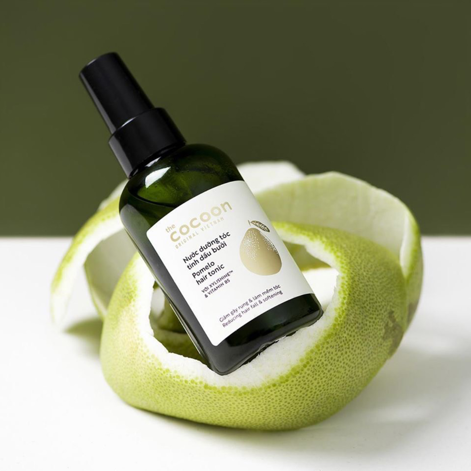 the
cocoon
ORIGINAL VIETNAM
Nước dưỡng tóc
tinh dầu bưởi
Pomelo
hair tonic
VỚI XYLISHINE™
& VITAMIN B5
Giảm gãy rụng & làm mềm tóc
Reducing hair fall & softening